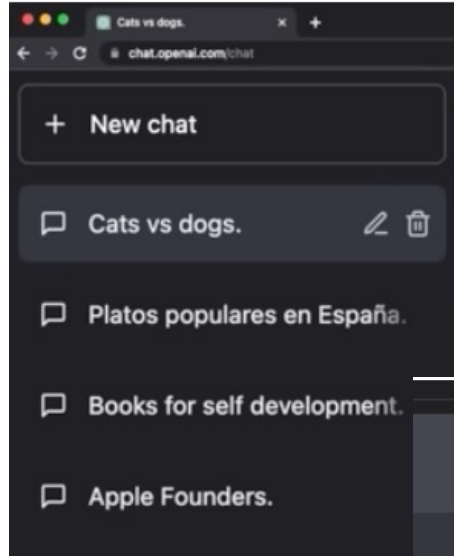 Cats vs dogs.
chat.openai.com/chat
New chat
Cats vs dogs.
Platos populares en España.
Books for self development.
Apple Founders.